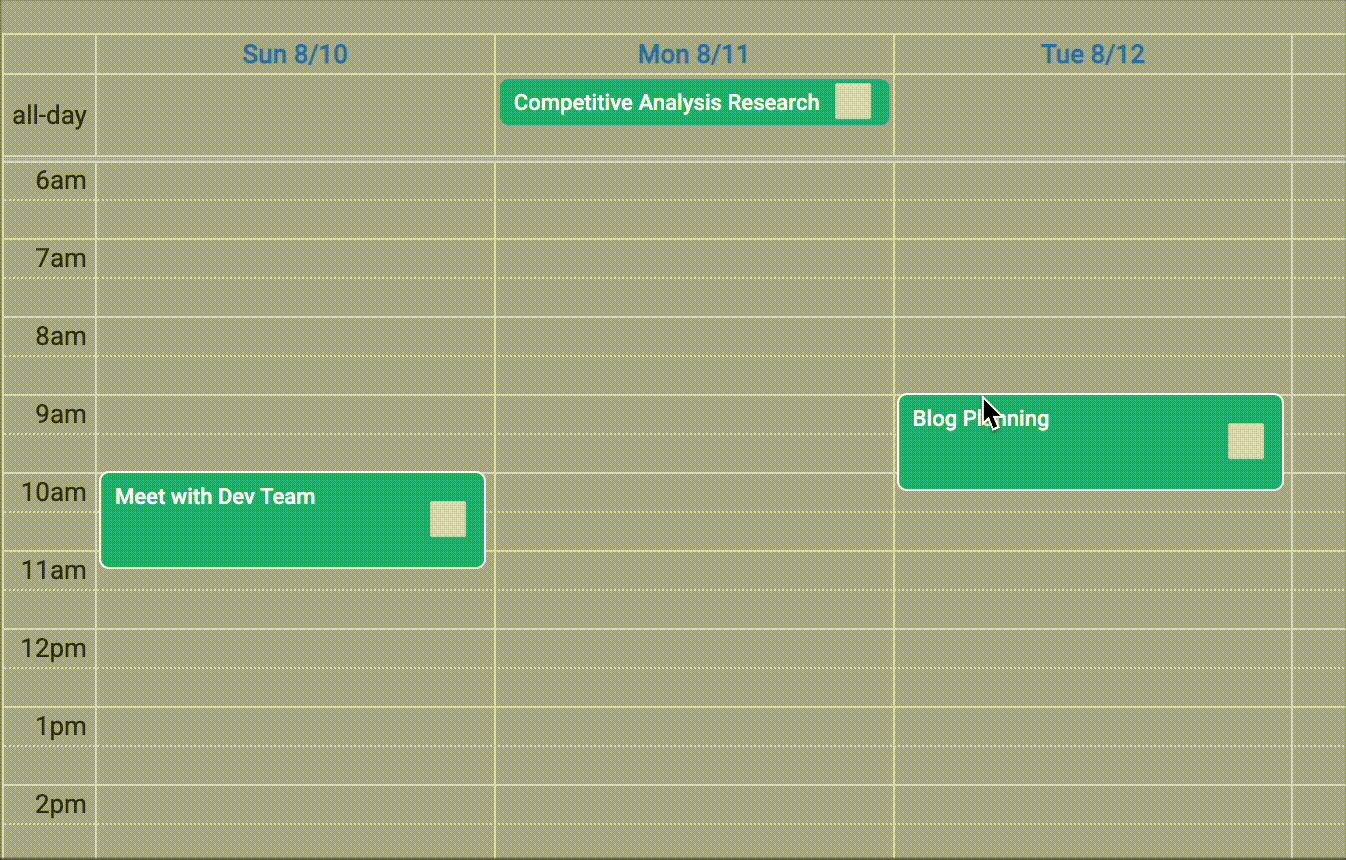 Sun 8/10 Mon 8/11 Tue 8/12
all-day Competitive Analysis Research
6am
7am
8am
9am Blog Planning
10am Meet with Dev Team
11am
12pm
1pm
2pm